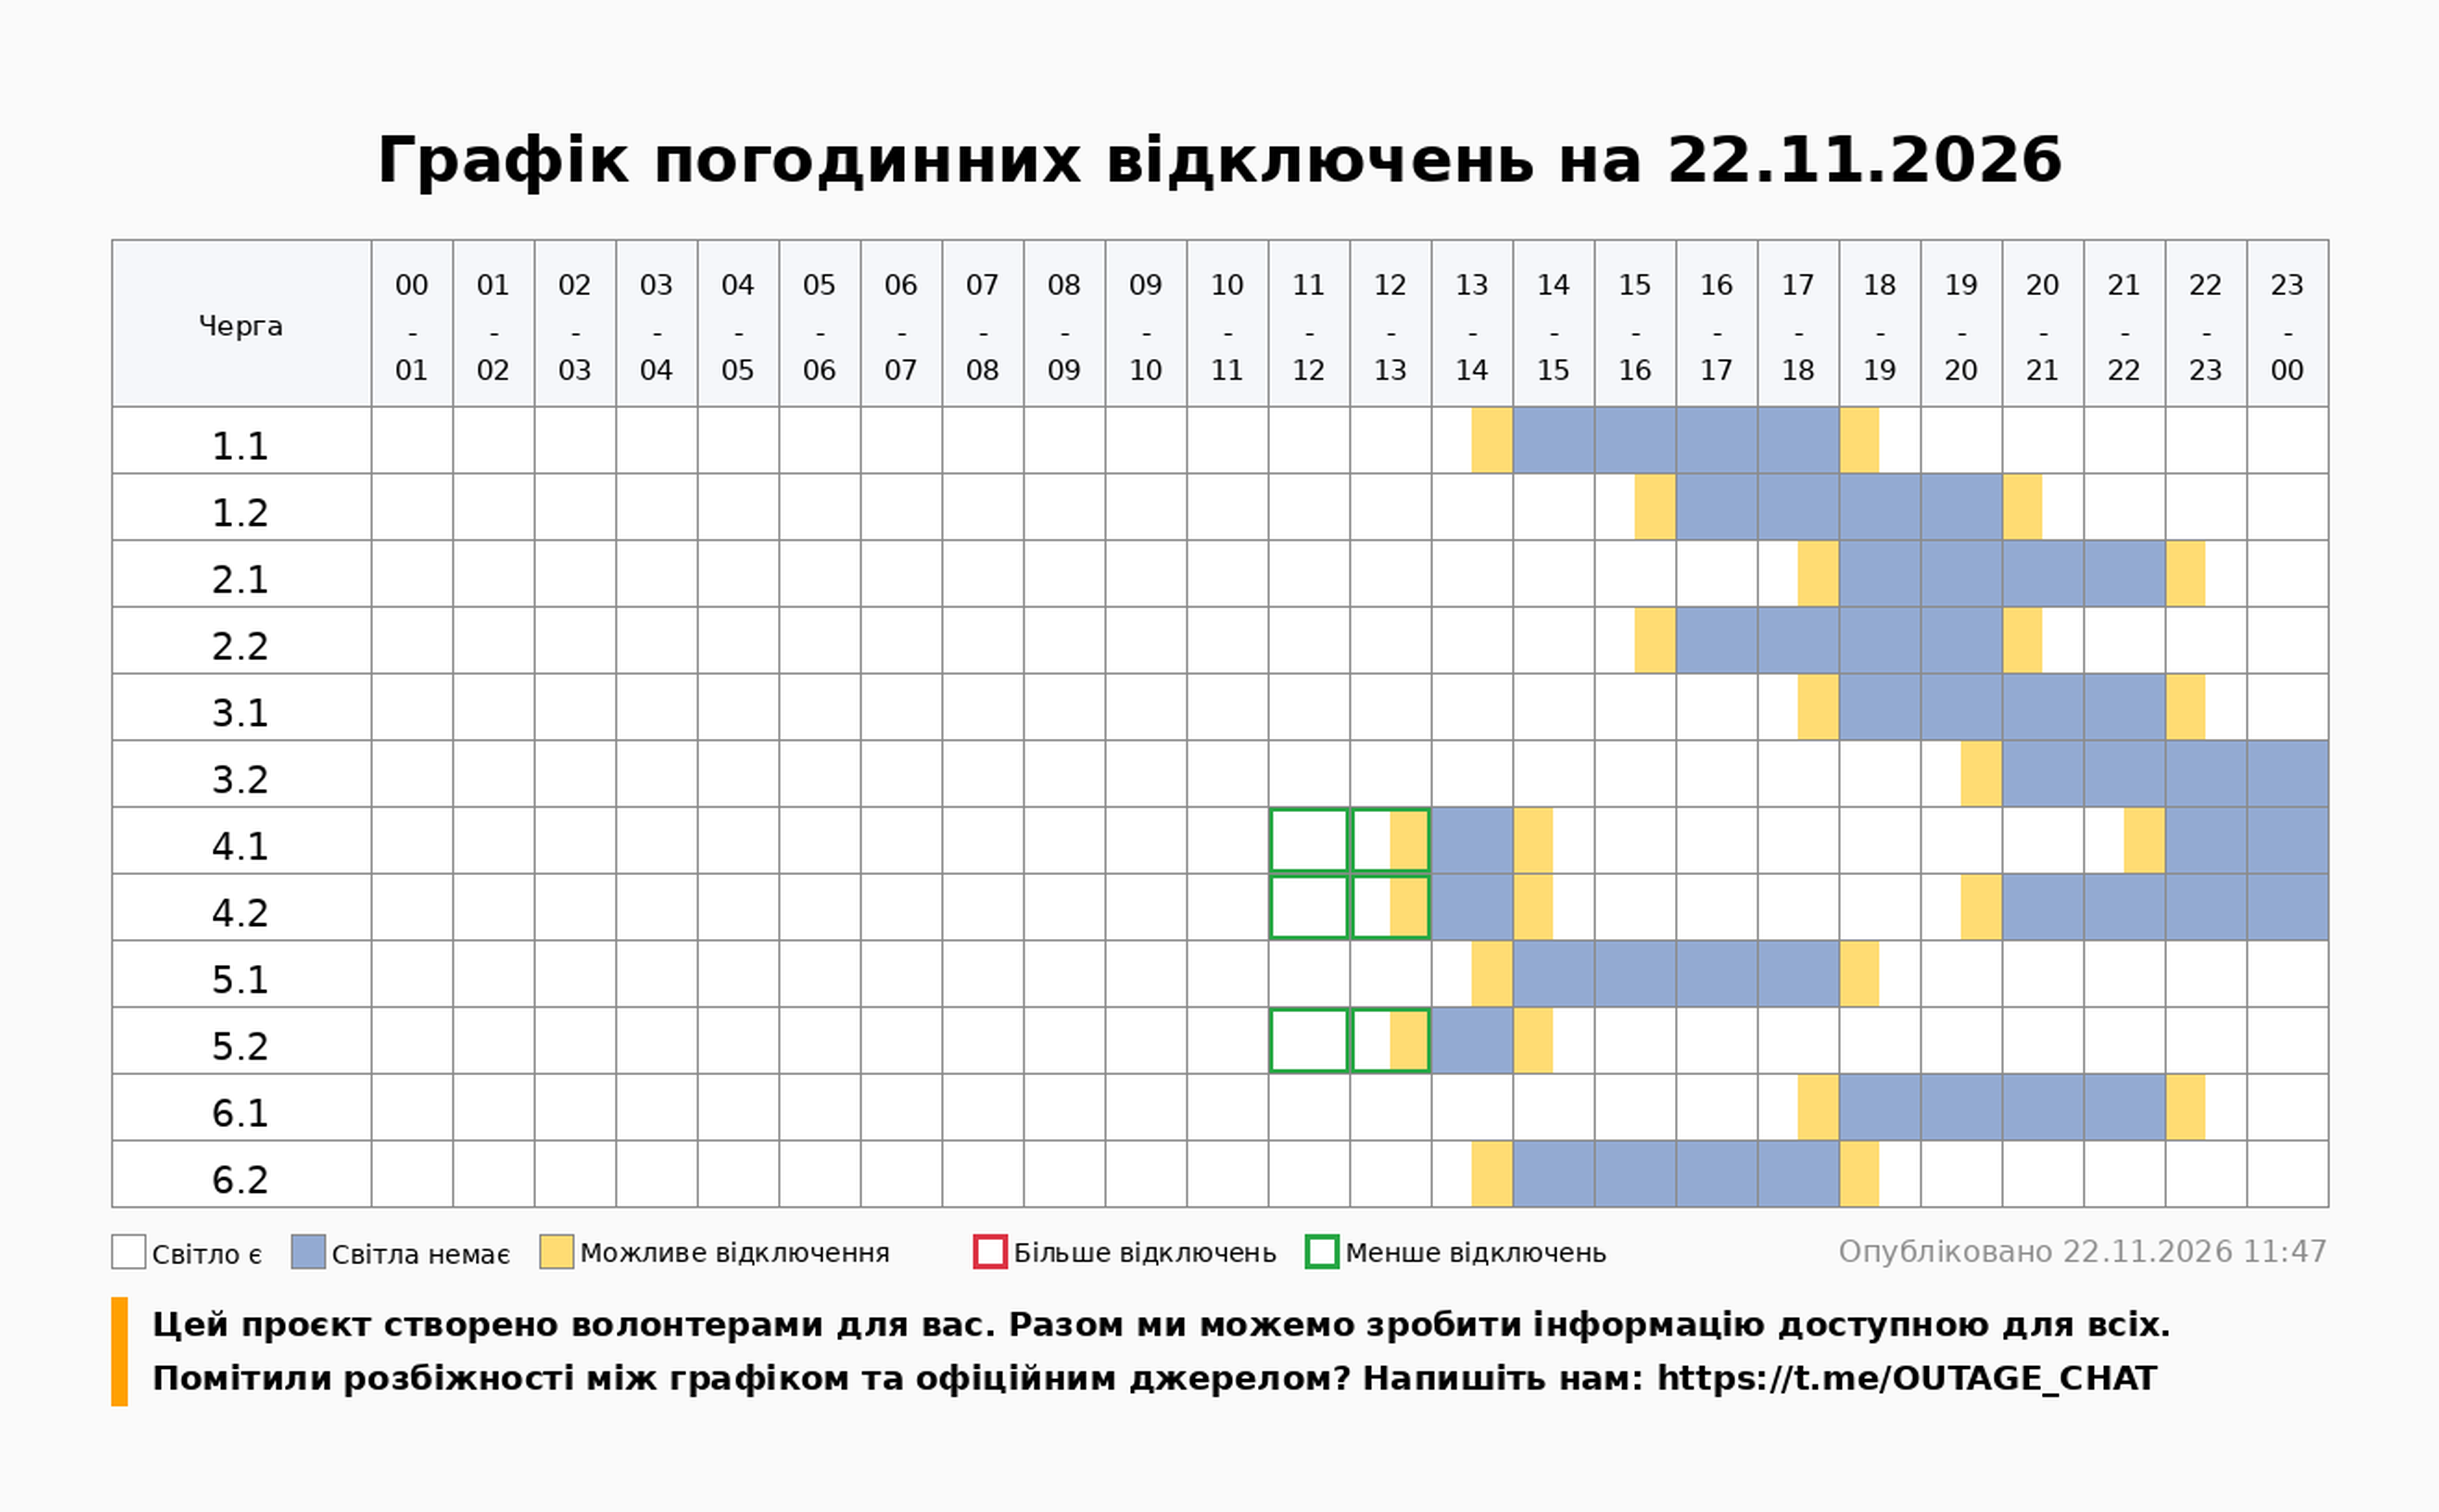 Графік погодинних відключень на 22.11.2026
Черга
00 - 01
01 - 02
02 - 03
03 - 04
04 - 05
05 - 06
06 - 07
07 - 08
08 - 09
09 - 10
10 - 11
11 - 12
12 - 13
13 - 14
14 - 15
15 - 16
16 - 17
17 - 18
18 - 19
19 - 20
20 - 21
21 - 22
22 - 23
23 - 00
1.1
1.2
2.1
2.2
3.1
3.2
4.1
4.2
5.1
5.2
6.1
6.2
Світло є
Світла немає
Можливе відключення
Більше відключень
Менше відключень
Опубліковано 22.11.2026 11:47
Цей проєкт створено волонтерами для вас. Разом ми можемо зробити інформацію доступною для всіх.
Помітили розбіжності між графіком та офіційним джерелом? Напишіть нам: https://t.me/OUTAGE_CHAT